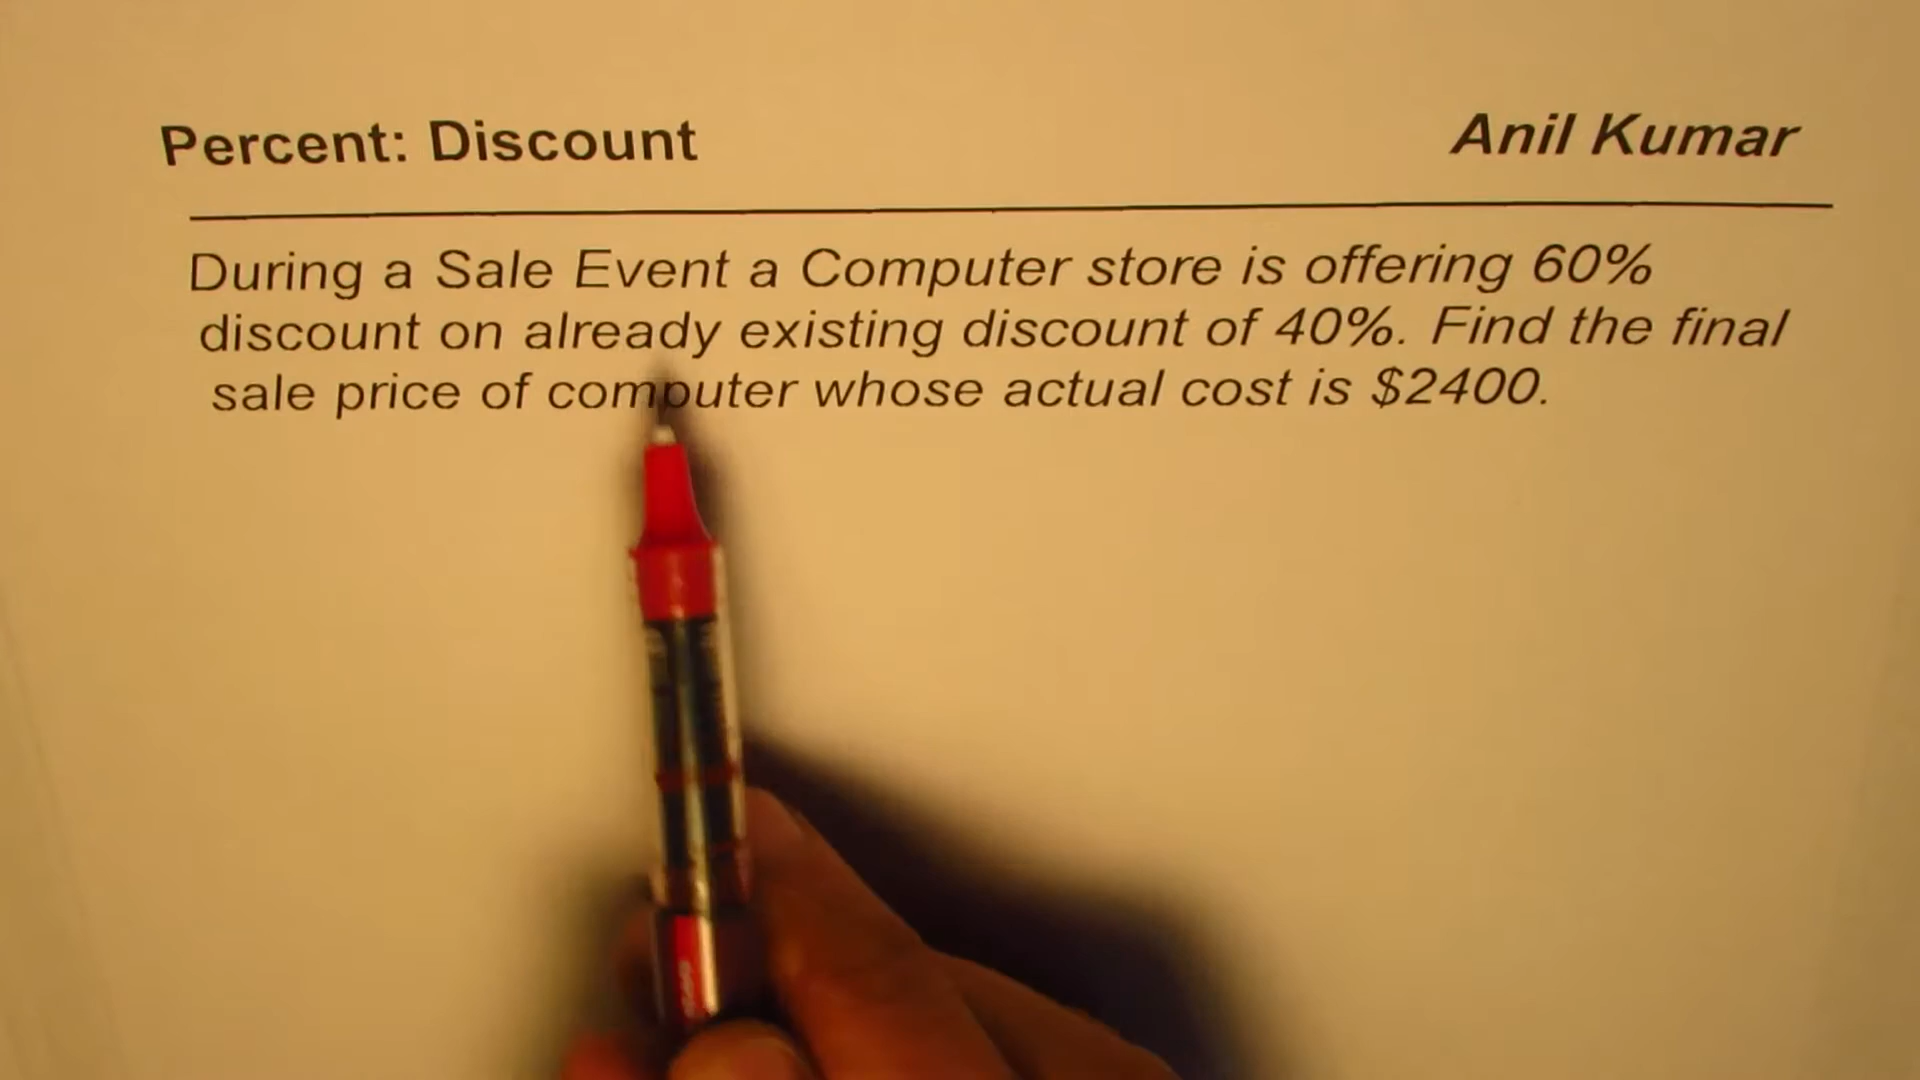 Percent: Discount
Anil Kumar
During a Sale Event a Computer store is offering 60%
discount on already existing discount of 40%. Find the final
sale price of computer whose actual cost is $2400.